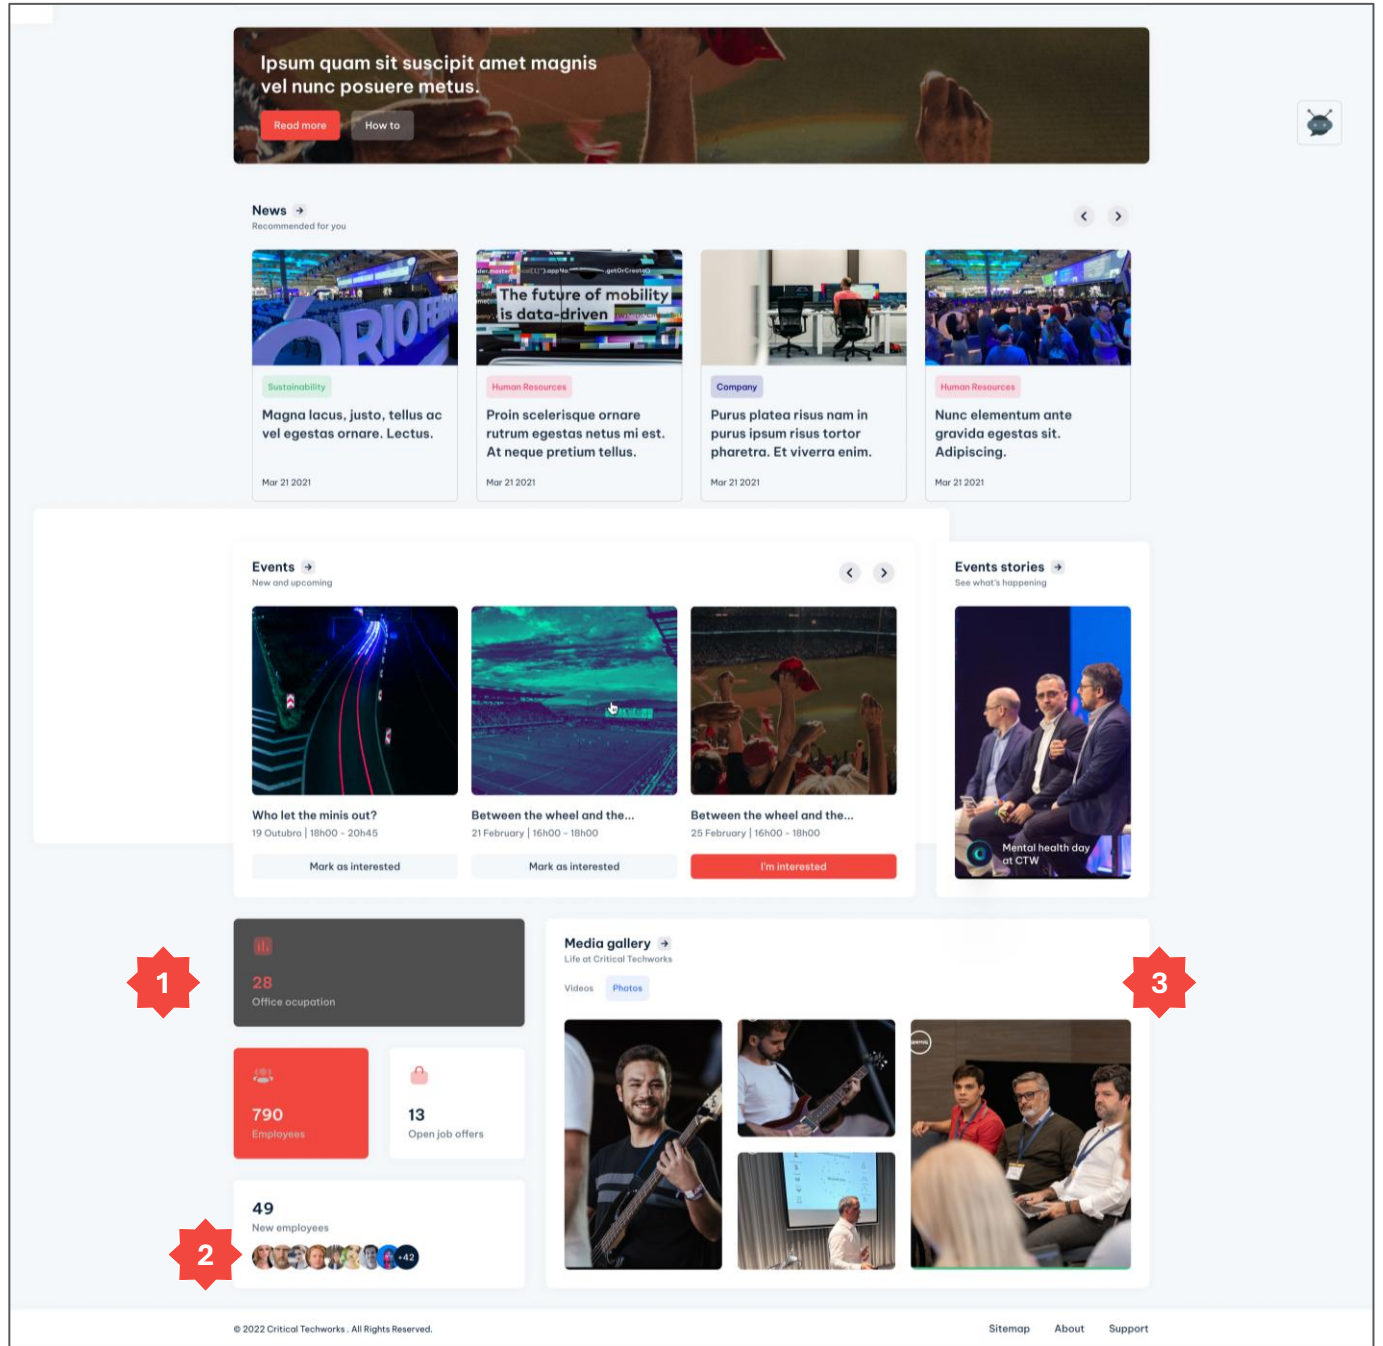 Ipsum quam sit suscipit amet magnis
vel nunc posuere metus.
Read more
How to
News
Recommended for you
ÓRIO
The future of mobility
is data-driven
Sustainability
Human Resources
Company
Human Resources
Magna lacus, justo, tellus ac
vel egestas ornare. Lectus.
Proin scelerisque ornare
rutrum egestas netus mi est.
At neque pretium tellus.
Purus platea risus nam in
purus ipsum risus tortor
pharetra. Et viverra enim.
Nunc elementum ante
gravida egestas sit.
Adipiscing.
Mar 21 2021
Mar 21 2021
Mar 21 2021
Mar 21 2021
Events
New and upcoming
Events stories
See what's happening
Who let the minis out?
19 Outubro | 18h00 - 20h45
Mark as interested
Between the wheel and the...
21 February | 16h00 - 18h00
Mark as interested
Between the wheel and the...
25 February | 16h00 - 18h00
I'm interested
Mental health day
at CTW
1
28
Office ocupation
790
Employees
13
Open job offers
49
New employees
2
+42
Media gallery
Life at Critical Techworks
Videos
Photos
3
© 2022 Critical Techworks . All Rights Reserved.
Sitemap
About
Support